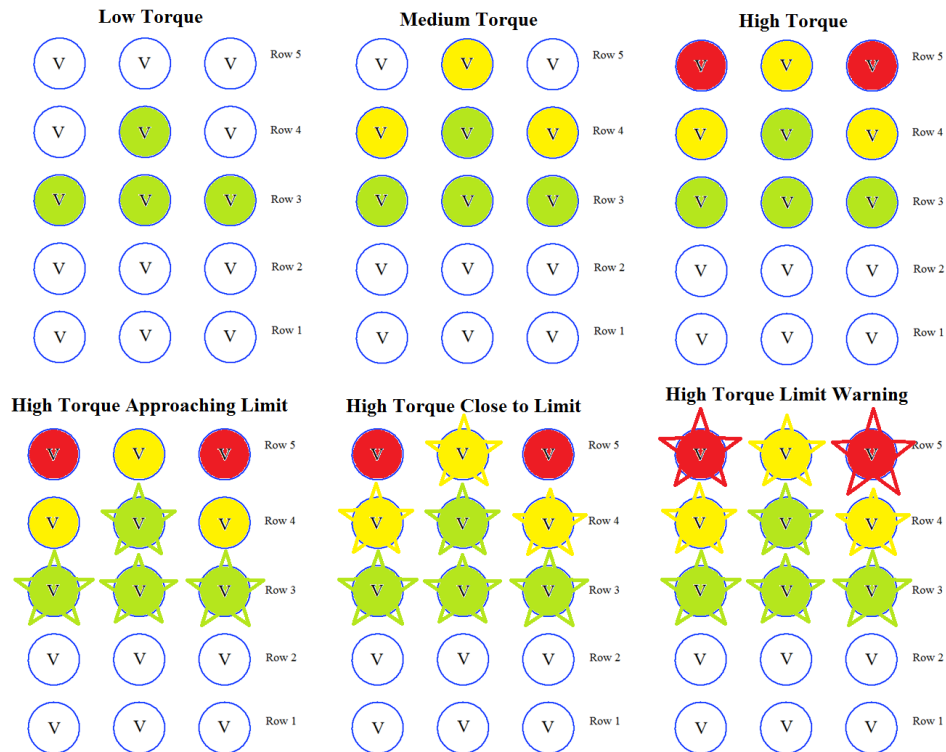 Low Torque
V V V Row 5
V V V Row 4
V V V Row 3
V V V Row 2
V V V Row 1
Medium Torque
V V V Row 5
V V V Row 4
V V V Row 3
V V V Row 2
V V V Row 1
High Torque
V V V Row 5
V V V Row 4
V V V Row 3
V V V Row 2
V V V Row 1
High Torque Approaching Limit
V V V Row 5
V V V Row 4
V V V Row 3
V V V Row 2
V V V Row 1
High Torque Close to Limit
V V V Row 5
V V V Row 4
V V V Row 3
V V V Row 2
V V V Row 1
High Torque Limit Warning
V V V Row 5
V V V Row 4
V V V Row 3
V V V Row 2
V V V Row 1